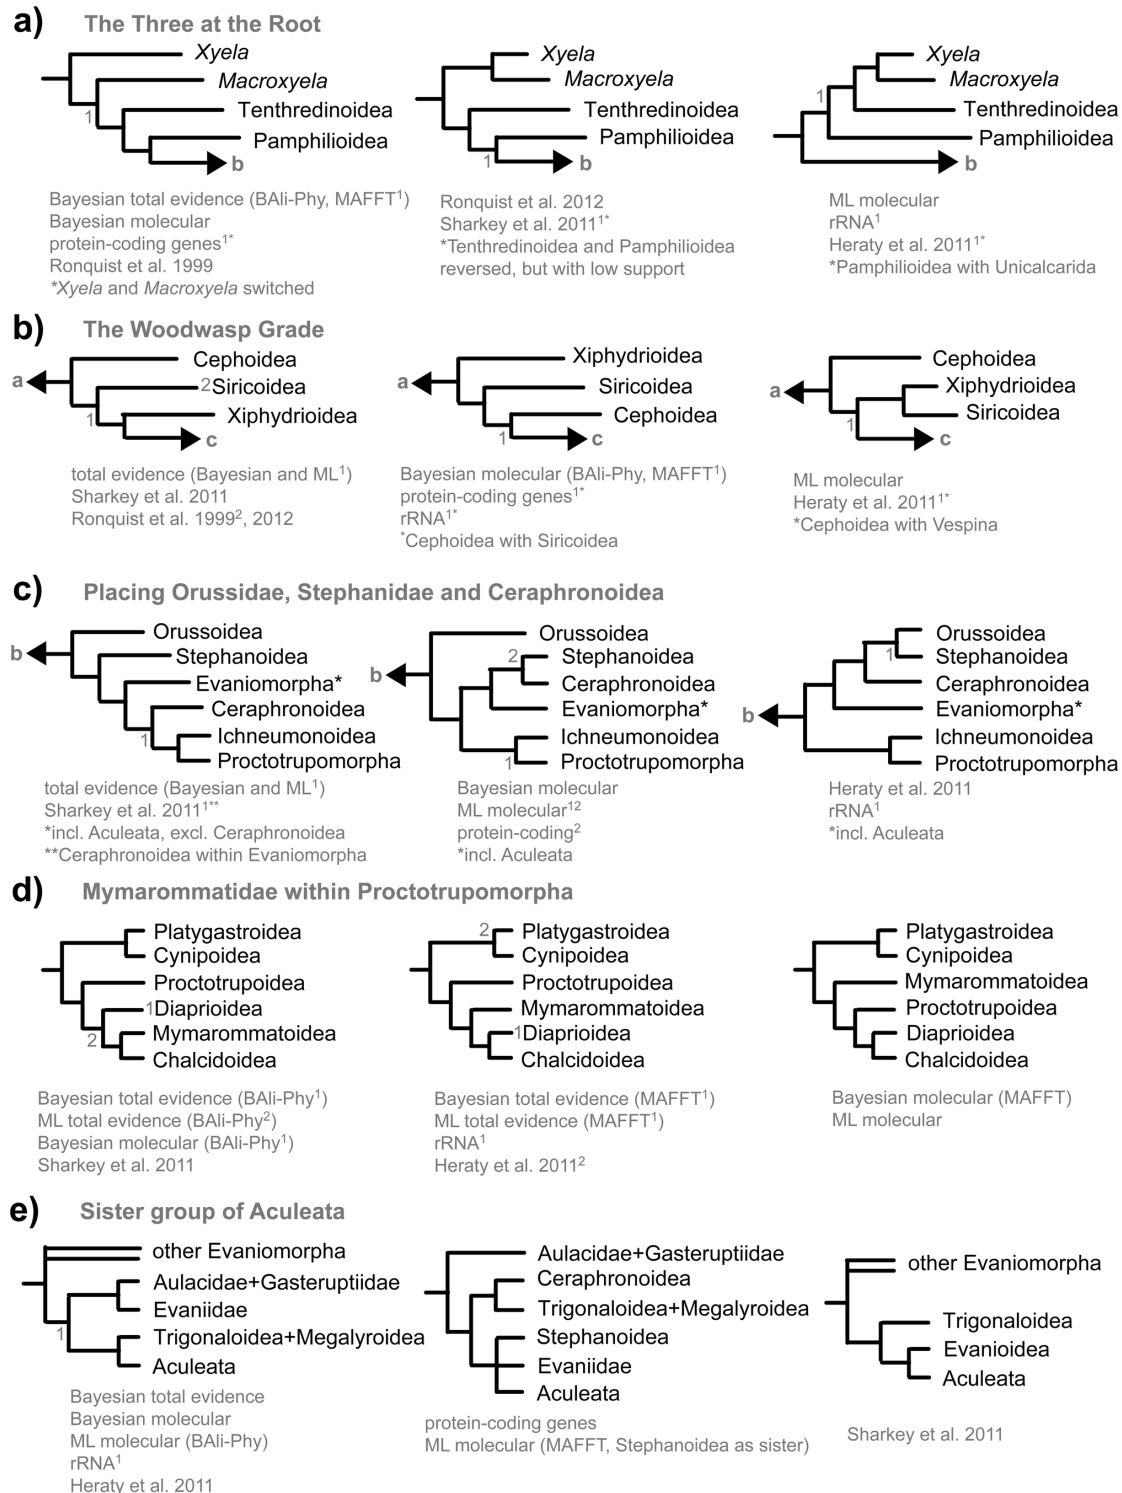 a) The Three at the Root
Xyela
Macroxyela
1
Tenthredinoidea
Pamphilioidea
b
Bayesian total evidence (BAli-Phy, MAFFT¹)
Bayesian molecular
protein-coding genes¹*
Ronquist et al. 1999
*Xyela and Macroxyela switched
Xyela
Macroxyela
Tenthredinoidea
Pamphilioidea
1
b
Ronquist et al. 2012
Sharkey et al. 2011¹*
*Tenthredinoidea and Pamphilioidea
reversed, but with low support
Xyela
Macroxyela
1
Tenthredinoidea
Pamphilioidea
b
ML molecular
rRNA¹
Heraty et al. 2011¹*
*Pamphilioidea with Unicalcarida
b) The Woodwasp Grade
Cephoidea
a
2Siricoidea
1
Xiphydrioidea
c
total evidence (Bayesian and ML¹)
Sharkey et al. 2011
Ronquist et al. 1999², 2012
Xiphydrioidea
a
Siricoidea
Cephoidea
1
c
Bayesian molecular (BAli-Phy, MAFFT¹)
protein-coding genes¹*
rRNA¹*
*Cephoidea with Siricoidea
Cephoidea
a
Xiphydrioidea
Siricoidea
1
c
ML molecular
Heraty et al. 2011¹*
*Cephoidea with Vespina
c) Placing Orussidae, Stephanidae and Ceraphronoidea
Orussoidea
b
Stephanoidea
Evaniomorpha*
Ceraphronoidea
1
Ichneumonoidea
Proctotrupomorpha
total evidence (Bayesian and ML¹)
Sharkey et al. 2011¹**
*incl. Aculeata, excl. Ceraphronoidea
**Ceraphronoidea within Evaniomorpha
Orussoidea
2
Stephanoidea
b
Ceraphronoidea
Evaniomorpha*
Ichneumonoidea
1
Proctotrupomorpha
Bayesian molecular
ML molecular¹²
protein-coding²
*incl. Aculeata
Orussoidea
1
Stephanoidea
Ceraphronoidea
Evaniomorpha*
b
Ichneumonoidea
Proctotrupomorpha
Heraty et al. 2011
rRNA¹
*incl. Aculeata
d) Mymarommatidae within Proctotrupomorpha
Platygastroidea
Cynipoidea
Proctotrupoidea
1Diaprioidea
2
Mymarommatoidea
Chalcidoidea
Bayesian total evidence (BAli-Phy¹)
ML total evidence (BAli-Phy²)
Bayesian molecular (BAli-Phy¹)
Sharkey et al. 2011
2
Platygastroidea
Cynipoidea
Proctotrupoidea
Mymarommatoidea
1Diaprioidea
Chalcidoidea
Bayesian total evidence (MAFFT¹)
ML total evidence (MAFFT¹)
rRNA¹
Heraty et al. 2011²
Platygastroidea
Cynipoidea
Mymarommatoidea
Proctotrupoidea
Diaprioidea
Chalcidoidea
Bayesian molecular (MAFFT)
ML molecular
e) Sister group of Aculeata
other Evaniomorpha
Aulacidae+Gasteruptiidae
Evaniidae
1
Trigonaloidea+Megalyroidea
Aculeata
Bayesian total evidence
Bayesian molecular
ML molecular (BAli-Phy)
rRNA¹
Heraty et al. 2011
Aulacidae+Gasteruptiidae
Ceraphronoidea
Trigonaloidea+Megalyroidea
Stephanoidea
Evaniidae
Aculeata
protein-coding genes
ML molecular (MAFFT, Stephanoidea as sister)
other Evaniomorpha
Trigonaloidea
Evanioidea
Aculeata
Sharkey et al. 2011